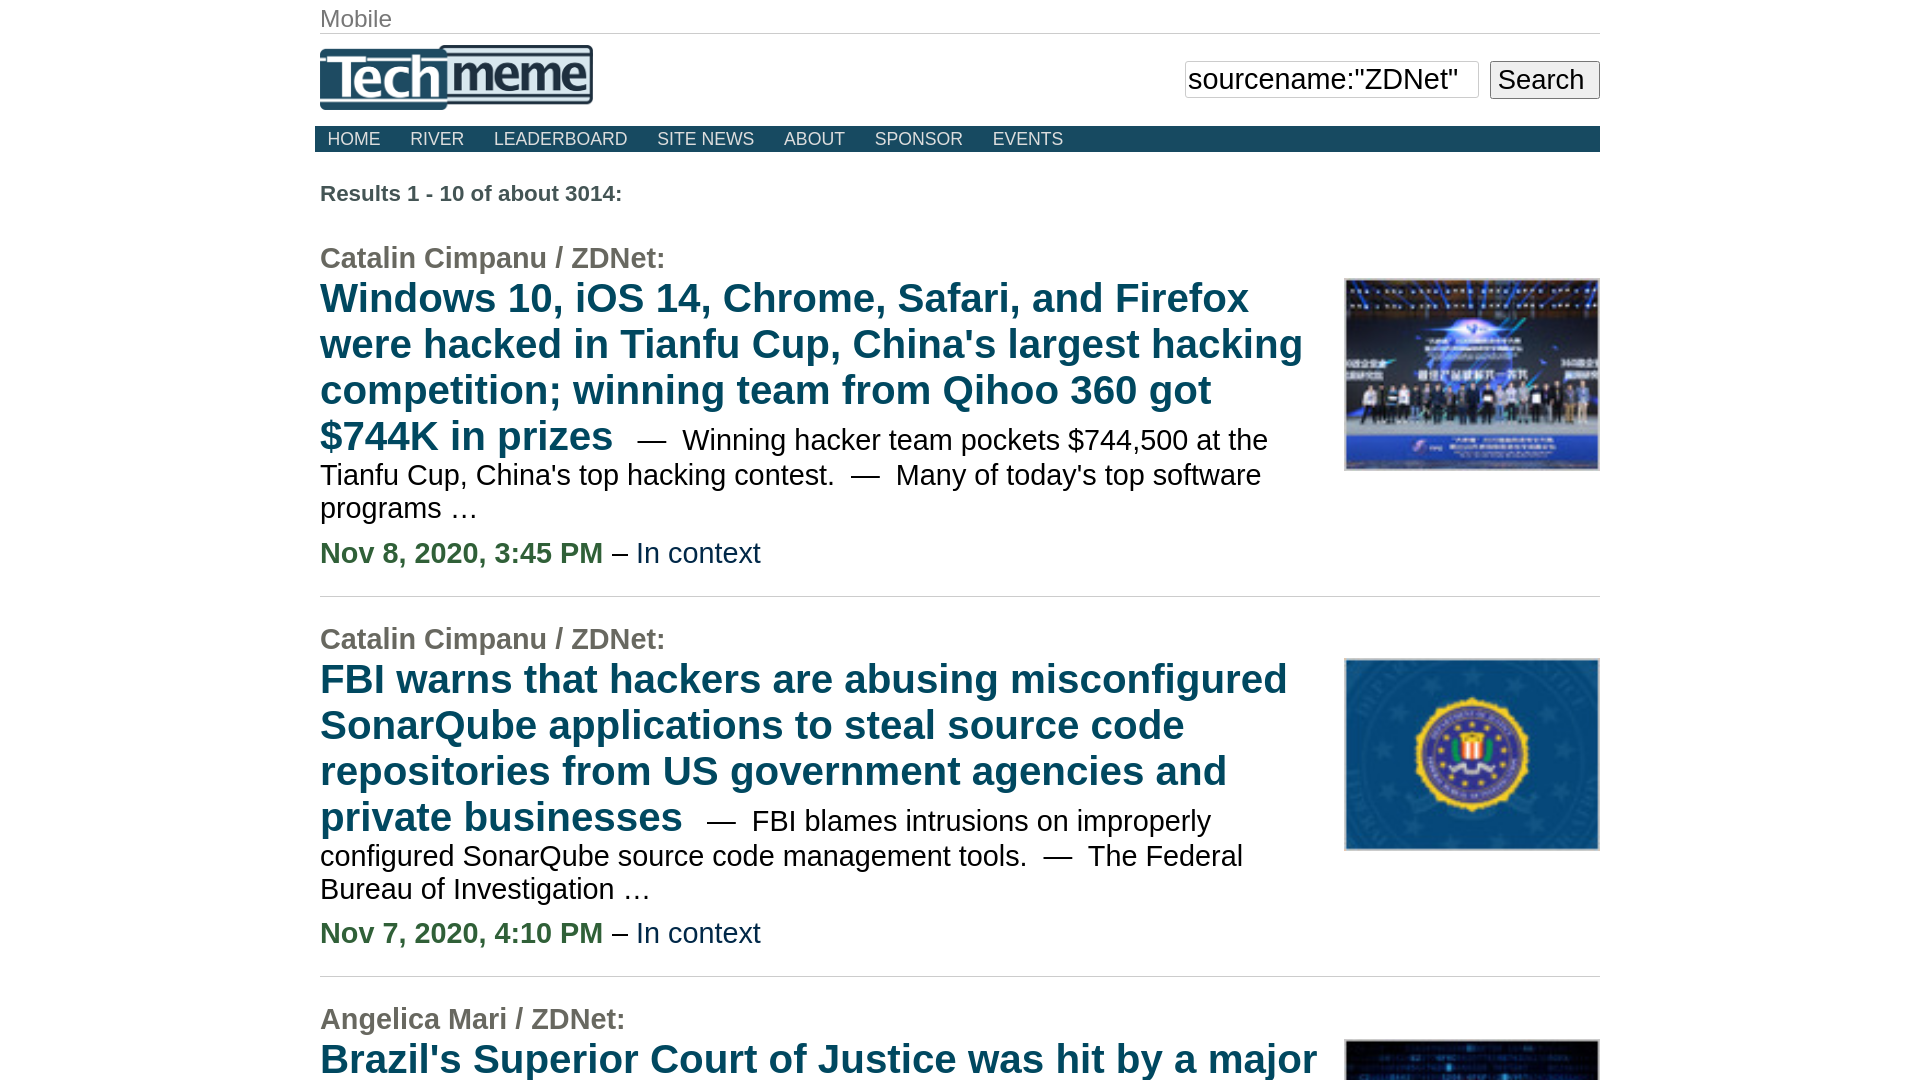 Mobile
Tech meme
sourcename:"ZDNet" Search
HOME RIVER LEADERBOARD SITE NEWS ABOUT SPONSOR EVENTS
Results 1 - 10 of about 3014:
Catalin Cimpanu / ZDNet:
Windows 10, iOS 14, Chrome, Safari, and Firefox
were hacked in Tianfu Cup, China's largest hacking
competition; winning team from Qihoo 360 got
$744K in prizes — Winning hacker team pockets $744,500 at the
Tianfu Cup, China's top hacking contest. — Many of today's top software
programs …
Nov 8, 2020, 3:45 PM – In context
Catalin Cimpanu / ZDNet:
FBI warns that hackers are abusing misconfigured
SonarQube applications to steal source code
repositories from US government agencies and
private businesses — FBI blames intrusions on improperly
configured SonarQube source code management tools. — The Federal
Bureau of Investigation …
Nov 7, 2020, 4:10 PM – In context
Angelica Mari / ZDNet:
Brazil's Superior Court of Justice was hit by a major